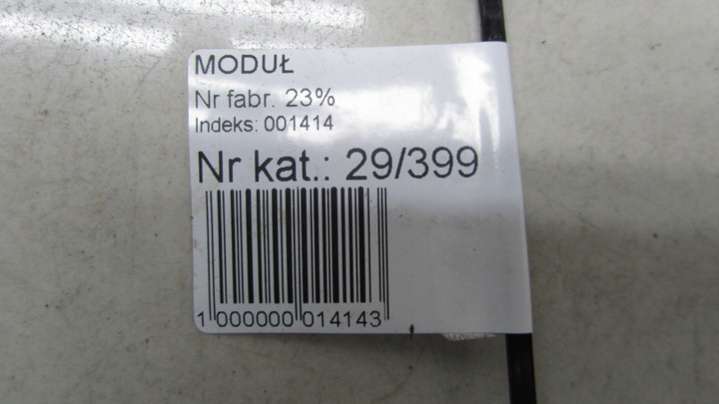 MODUŁ
Nr fabr. 23%
Indeks: 001414
Nr kat.: 29/399
1 000000 014143